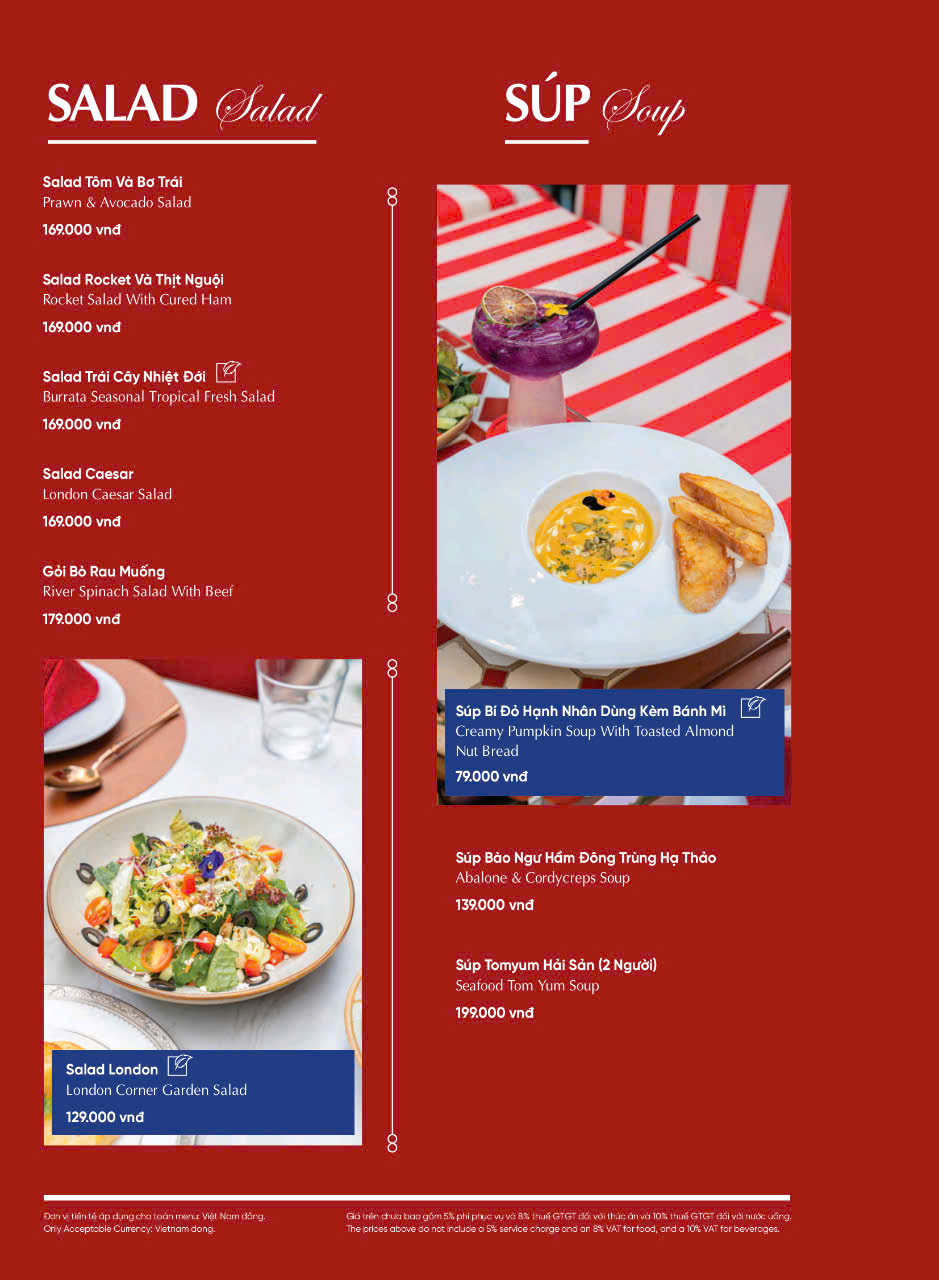 SALAD Salad
Salad Tôm Và Bơ Trái
Prawn & Avocado Salad
169.000 vnđ
Salad Rocket Và Thịt Nguội
Rocket Salad With Cured Ham
169.000 vnđ
Salad Trái Cây Nhiệt Đới
Burrata Seasonal Tropical Fresh Salad
169.000 vnđ
Salad Caesar
London Caesar Salad
169.000 vnđ
Gỏi Bò Rau Muống
River Spinach Salad With Beef
179.000 vnđ
Salad London
London Corner Garden Salad
129.000 vnđ
SÚP Soup
Súp Bí Đỏ Hạnh Nhân Dùng Kèm Bánh Mì
Creamy Pumpkin Soup With Toasted Almond
Nut Bread
79.000 vnđ
Súp Bào Ngư Hầm Đông Trùng Hạ Thảo
Abalone & Cordycreps Soup
139.000 vnđ
Súp Tomyum Hải Sản (2 Người)
Seafood Tom Yum Soup
199.000 vnđ
Đơn vị tiền tệ áp dụng cho toàn menu: Việt Nam đồng.
Only Acceptable Currency: Vietnam dong.
Giá trên chưa bao gồm 5% phí phục vụ và 8% thuế GTGT đối với thức ăn và 10% thuế GTGT đối với nước uống.
The prices above do not include a 5% service charge and an 8% VAT for food, and a 10% VAT for beverages.